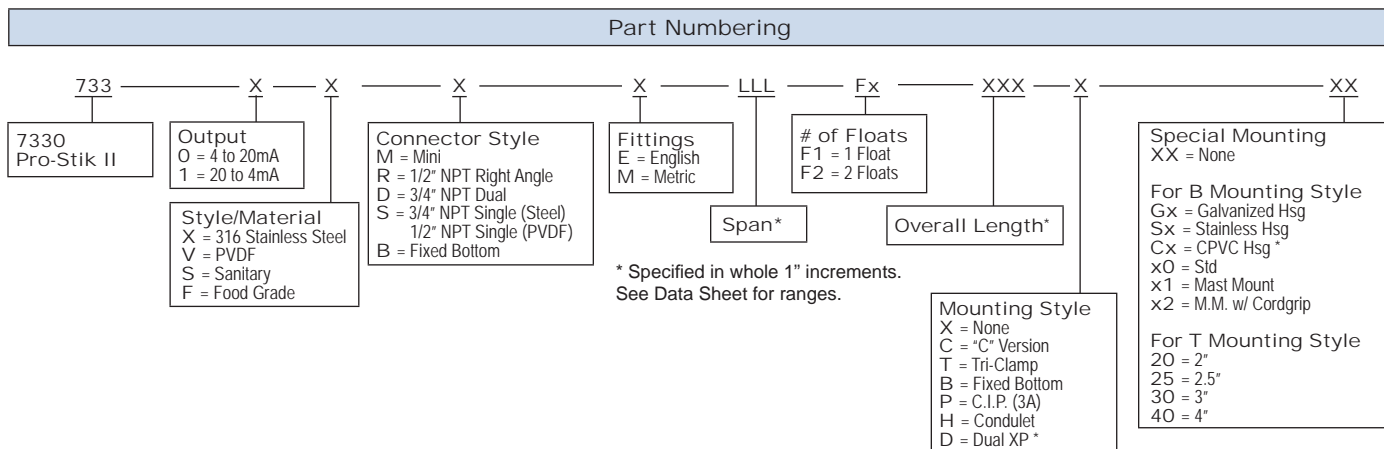 Part Numbering
733 X X X X LLL Fx XXX X XX
7330
Pro-Stik II
Output
0 = 4 to 20mA
1 = 20 to 4mA
Style/Material
X = 316 Stainless Steel
V = PVDF
S = Sanitary
F = Food Grade
Connector Style
M = Mini
R = 1/2" NPT Right Angle
D = 3/4" NPT Dual
S = 3/4" NPT Single (Steel)
1/2" NPT Single (PVDF)
B = Fixed Bottom
Fittings
E = English
M = Metric
Span*
# of Floats
F1 = 1 Float
F2 = 2 Floats
Overall Length*
* Specified in whole 1" increments.
See Data Sheet for ranges.
Mounting Style
X = None
C = "C" Version
T = Tri-Clamp
B = Fixed Bottom
P = C.I.P. (3A)
H = Condulet
D = Dual XP *
Special Mounting
XX = None
For B Mounting Style
Gx = Galvanized Hsg
Sx = Stainless Hsg
Cx = CPVC Hsg *
x0 = Std
x1 = Mast Mount
x2 = M.M. w/ Cordgrip
For T Mounting Style
20 = 2"
25 = 2.5"
30 = 3"
40 = 4"